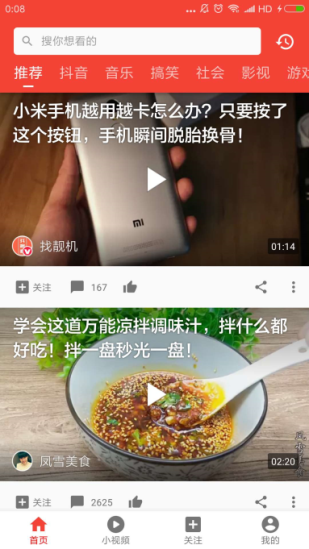 0:08
... HD
搜你想看的
推荐 抖音 音乐 搞笑 社会 影视 游戏
小米手机越用越卡怎么办？只要按了
这个按钮，手机瞬间脱胎换骨！
mi
找靓机
01:14
关注 167
学会这道万能凉拌调味汁，拌什么都
好吃！拌一盘秒光一盘！
凤雪美食
02:20
关注 2625
首页 小视频 关注 我的